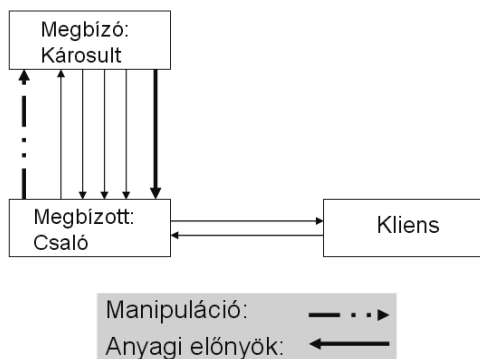 Megbízó:
Károsult
Megbízott:
Csaló
Kliens
Manipuláció:
Anyagi előnyök: